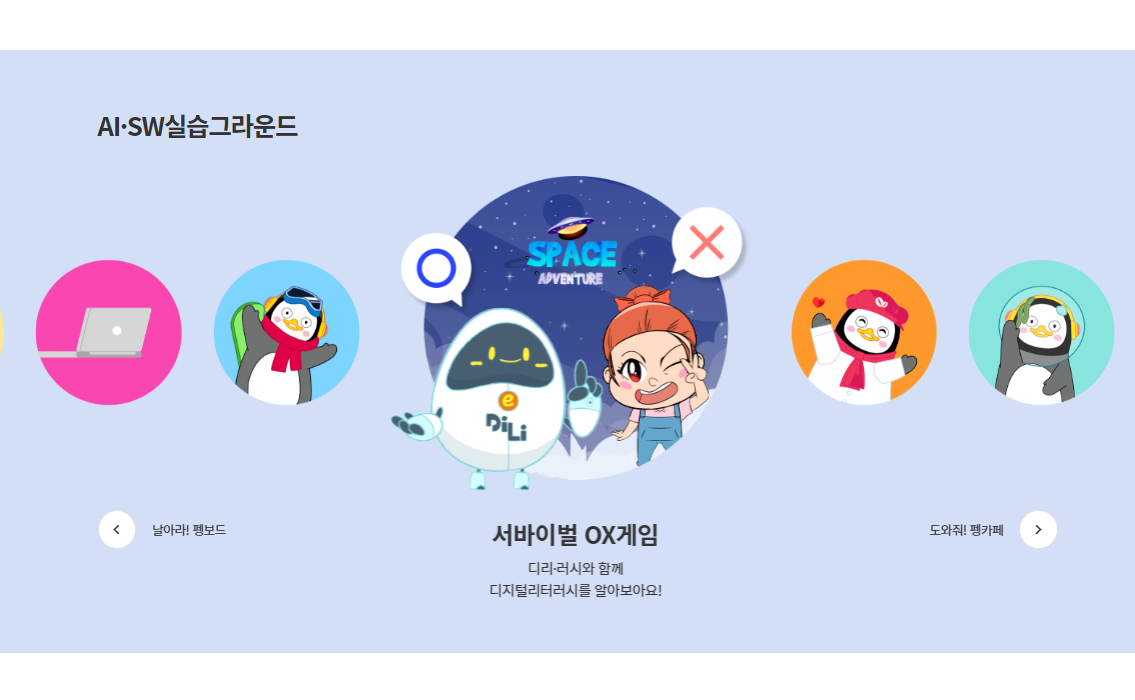 AI·SW실습그라운드
SPACE
ADVENTURE
e
DiLi
날아라! 펭보드
서바이벌 OX게임
도와줘! 펭카페
디리·러시와 함께
디지털리터러시를 알아보아요!